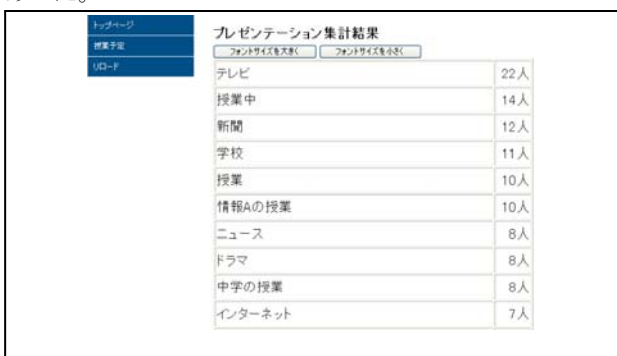 トップページ
授業予定
リロード
プレゼンテーション集計結果
フォントサイズを大きく フォントサイズを小さく
テレビ 22人
授業中 14人
新聞 12人
学校 11人
授業 10人
情報Aの授業 10人
ニュース 8人
ドラマ 8人
中学の授業 8人
インターネット 7人